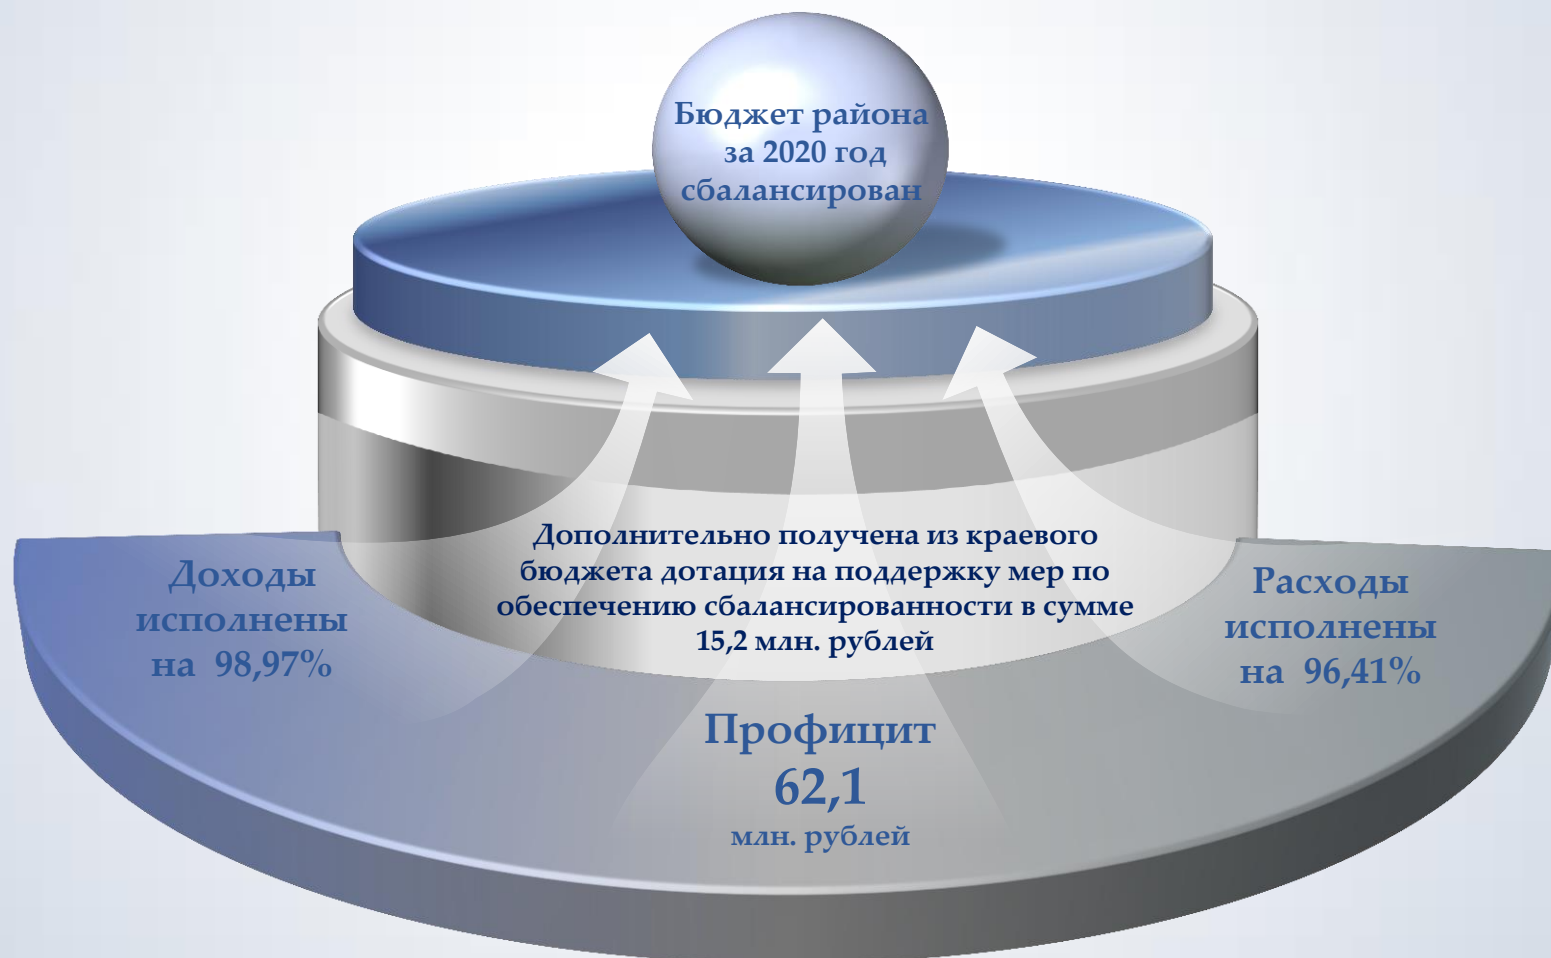 Бюджет района
за 2020 год
сбалансирован
Дополнительно получена из краевого
бюджета дотация на поддержку мер по
обеспечению сбалансированности в сумме
15,2 млн. рублей
Доходы
исполнены
на 98,97%
Расходы
исполнены
на 96,41%
Профицит
62,1
млн. рублей